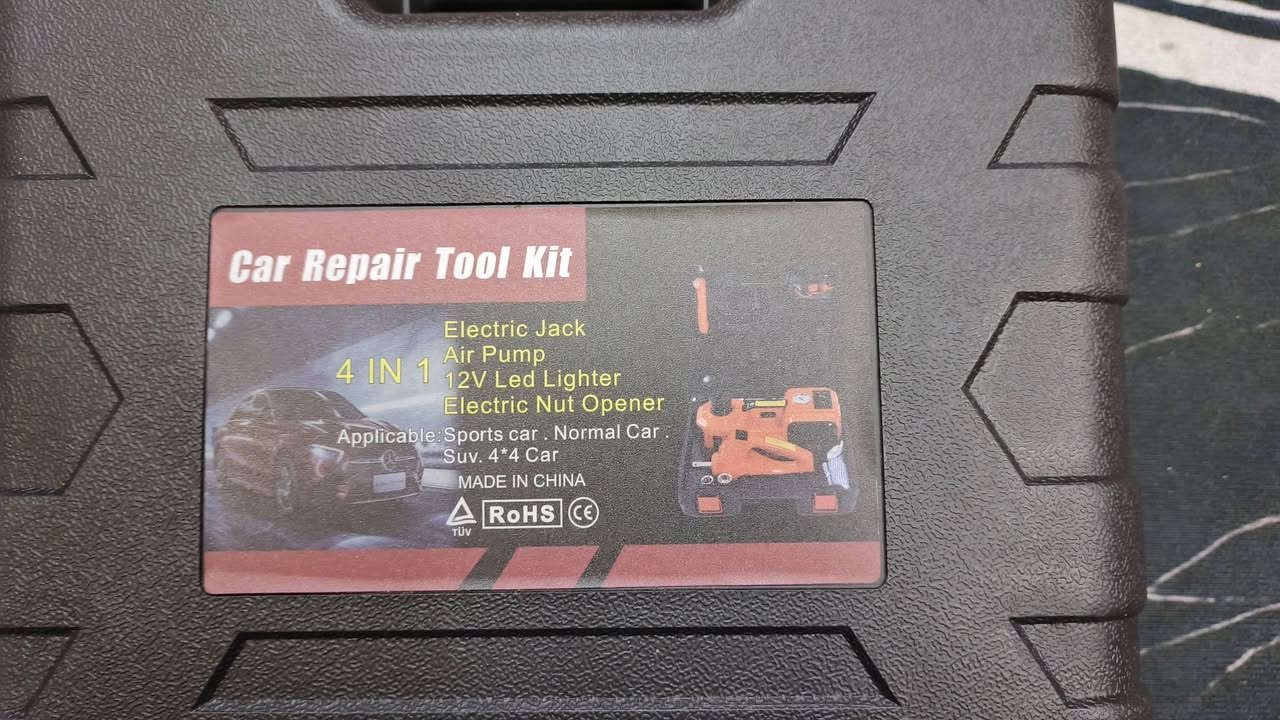 Car Repair Tool Kit
4 IN 1
Electric Jack
Air Pump
12V Led Lighter
Electric Nut Opener
Applicable:Sports car . Normal Car .
Suv. 4*4 Car
MADE IN CHINA
TÜV RoHS CE